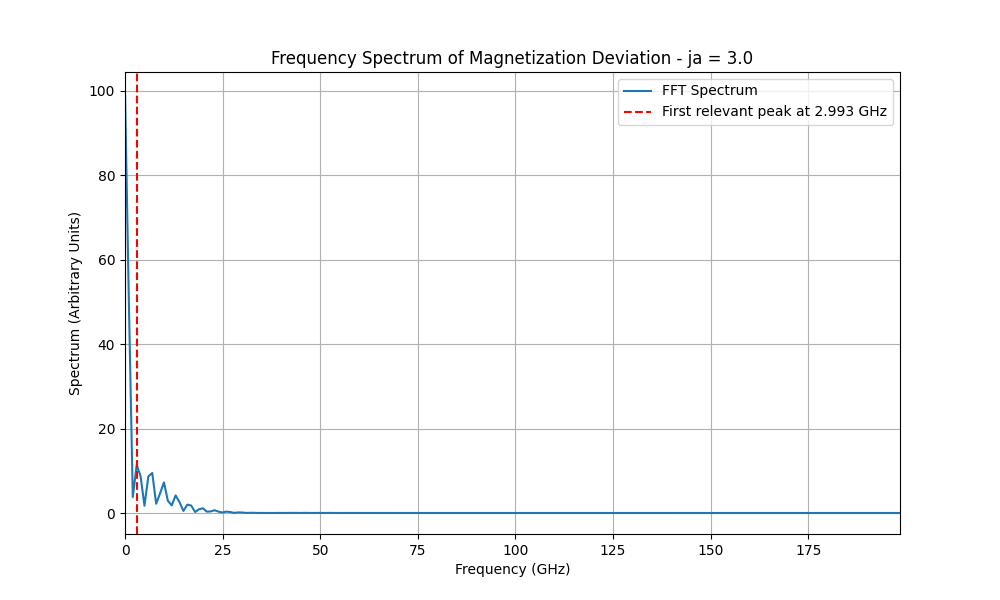 Frequency Spectrum of Magnetization Deviation - ja = 3.0
FFT Spectrum
First relevant peak at 2.993 GHz
Spectrum (Arbitrary Units)
100
80
60
40
20
0
0 25 50 75 100 125 150 175
Frequency (GHz)